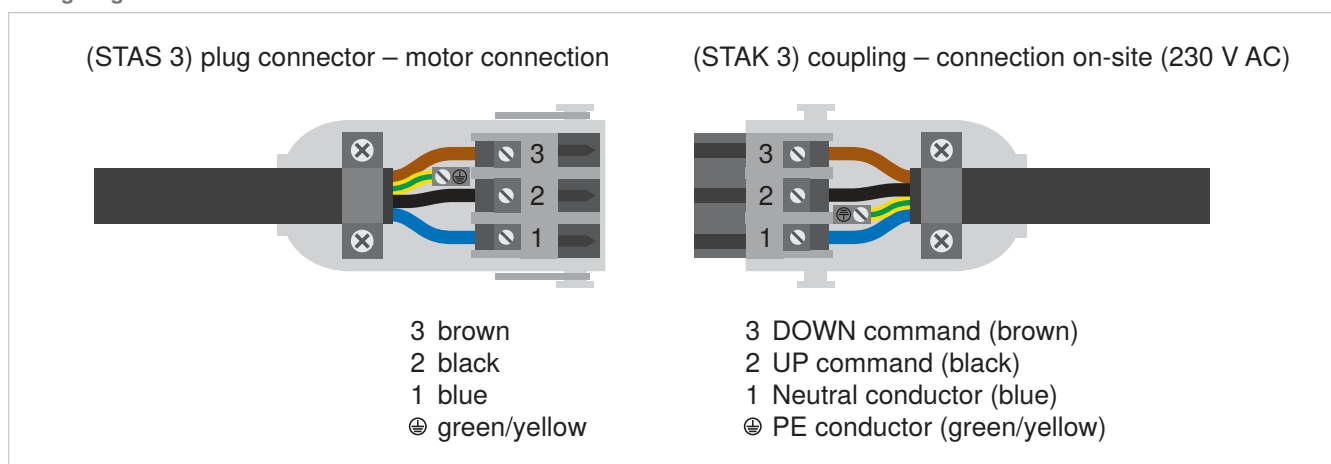 (STAS 3) plug connector – motor connection
3
2
1
3 brown
2 black
1 blue
⏚ green/yellow
(STAK 3) coupling – connection on-site (230 V AC)
3
2
1
3 DOWN command (brown)
2 UP command (black)
1 Neutral conductor (blue)
⏚ PE conductor (green/yellow)